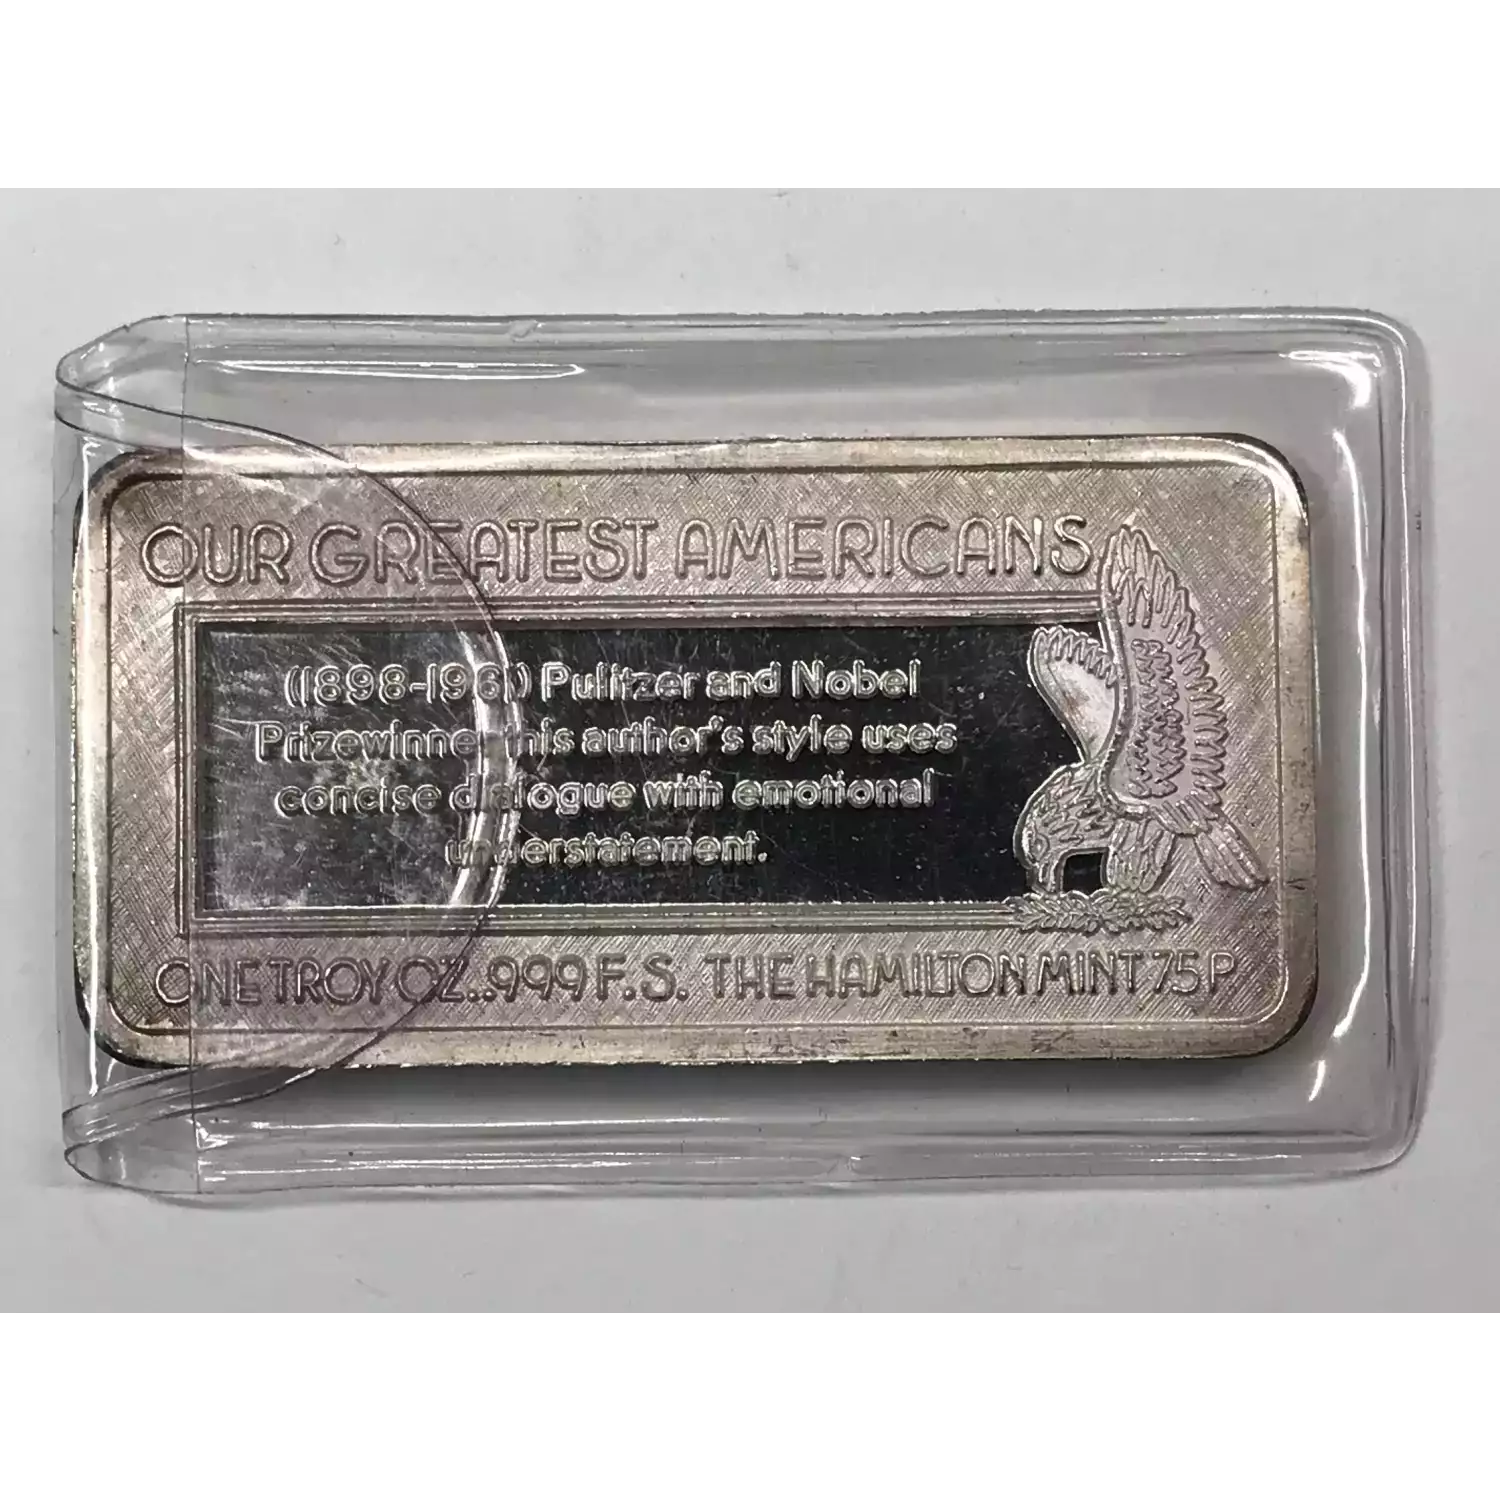 OUR GREATEST AMERICANS
(1898-1961) Pulitzer and Nobel
Prizewinner this author's style uses
concise dialogue with emotional
understatement.
ONE TROY OZ. .999 F.S. THE HAMILTON MINT 75P